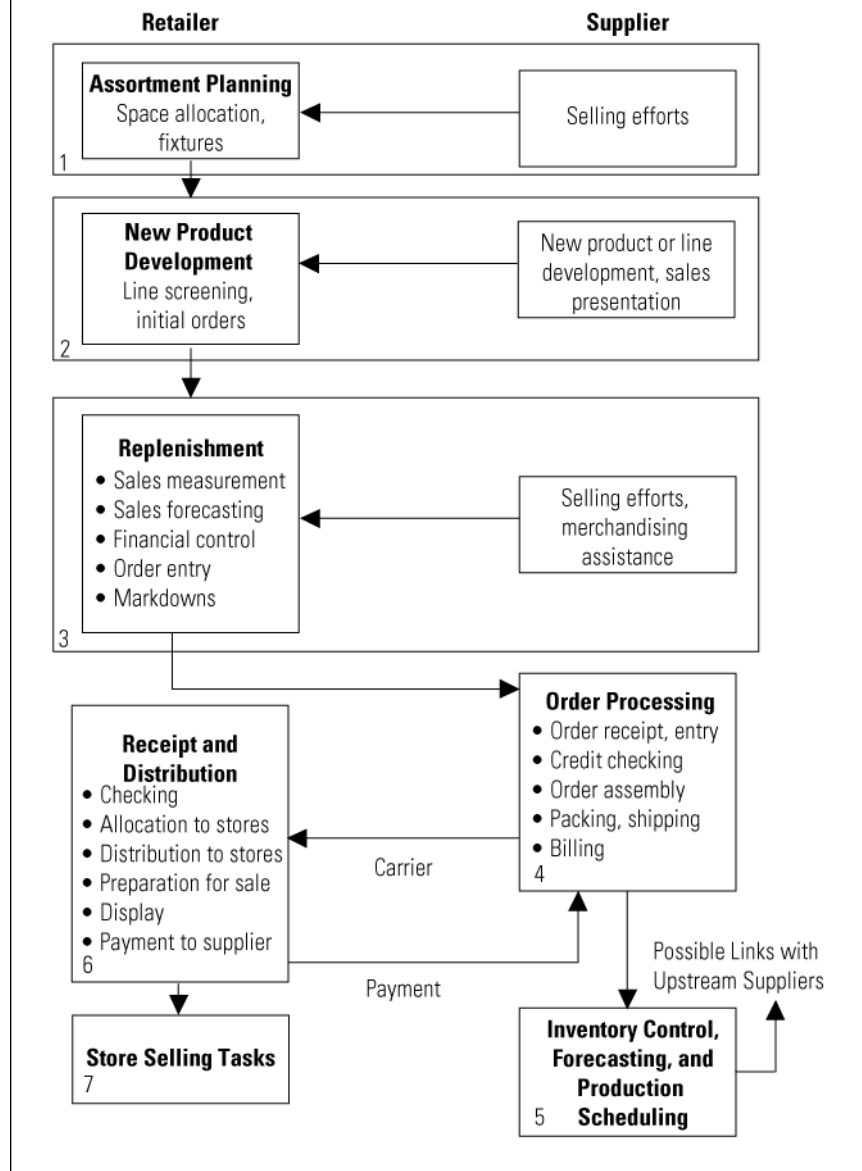 Retailer
Supplier
Assortment Planning
Space allocation,
fixtures
1
Selling efforts
New Product
Development
Line screening,
initial orders
2
New product or line
development, sales
presentation
Replenishment
• Sales measurement
• Sales forecasting
• Financial control
• Order entry
• Markdowns
3
Selling efforts,
merchandising
assistance
Order Processing
• Order receipt, entry
• Credit checking
• Order assembly
• Packing, shipping
• Billing
4
Receipt and
Distribution
• Checking
• Allocation to stores
• Distribution to stores
• Preparation for sale
• Display
• Payment to supplier
6
Carrier
Payment
Possible Links with
Upstream Suppliers
Store Selling Tasks
7
Inventory Control,
Forecasting, and
Production
5 Scheduling